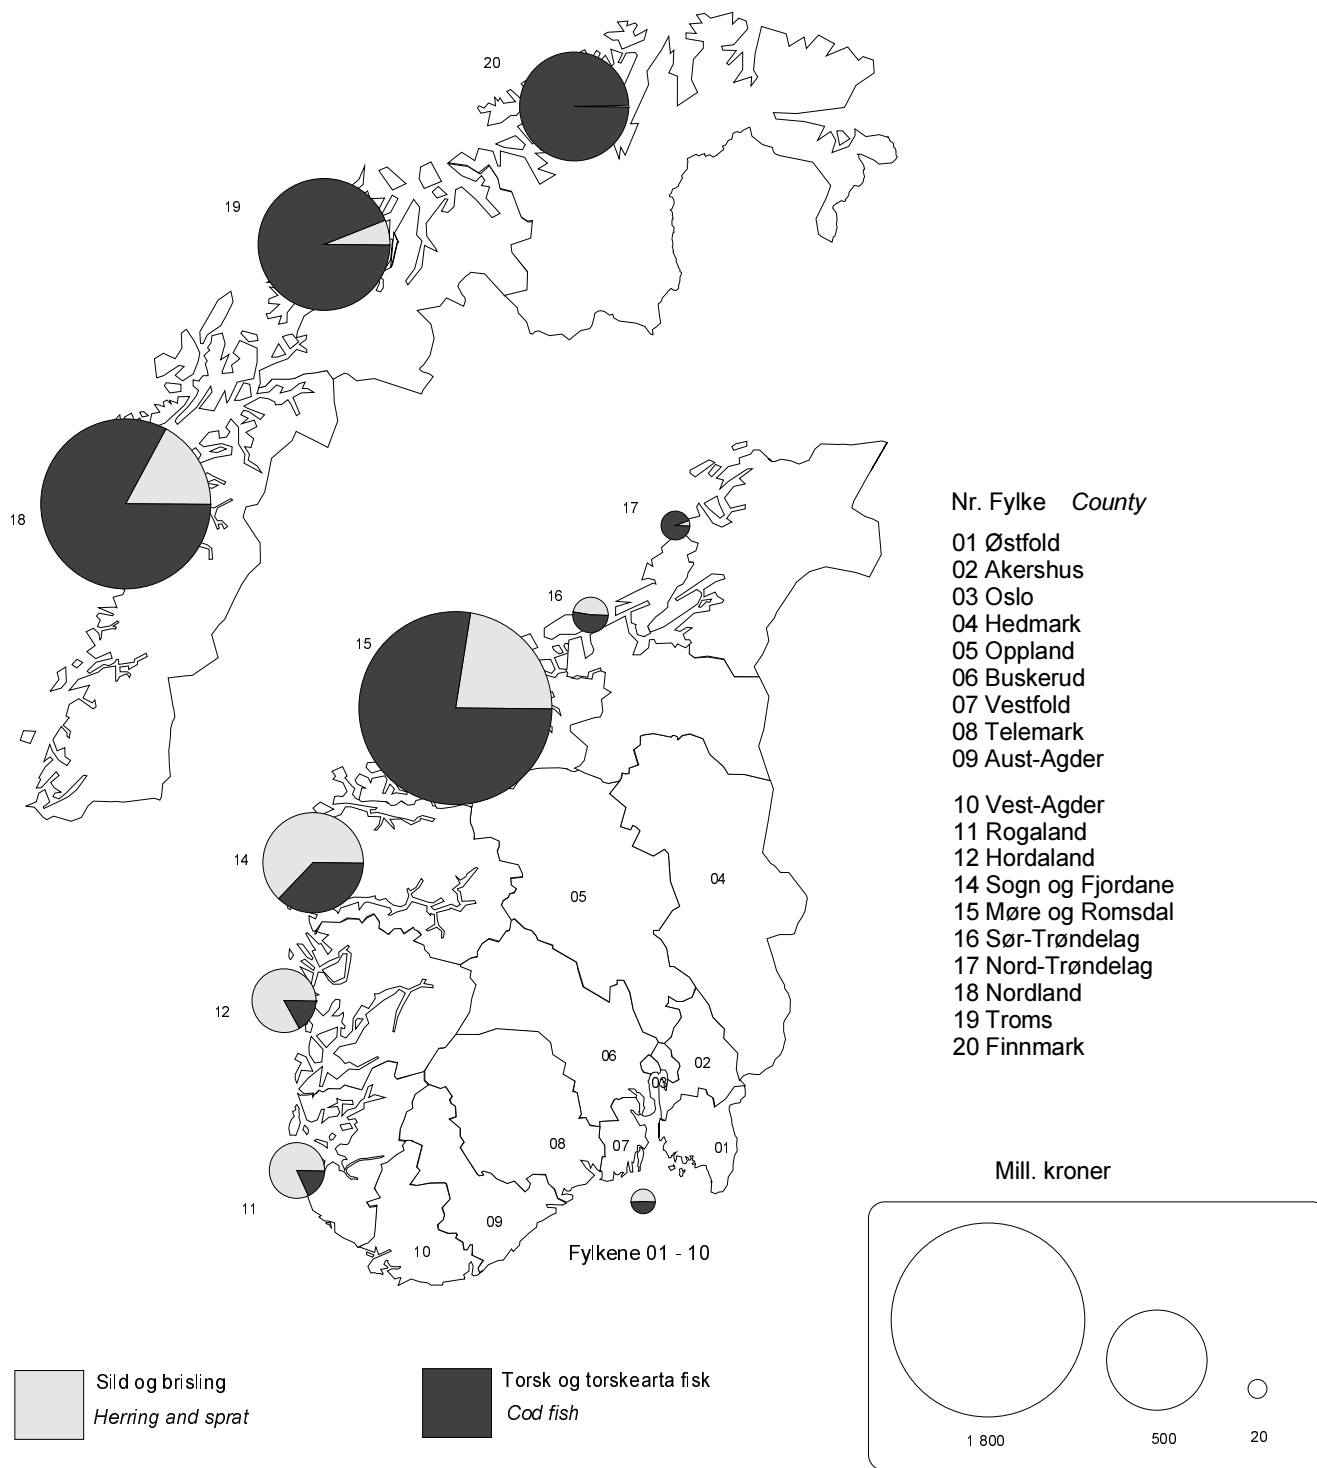 20
19
18
17
16
15
14
12
11
05
04
06
02
03
08
07
01
09
10
Fylkene 01 - 10
Nr. Fylke County
01 Østfold
02 Akershus
03 Oslo
04 Hedmark
05 Oppland
06 Buskerud
07 Vestfold
08 Telemark
09 Aust-Agder
10 Vest-Agder
11 Rogaland
12 Hordaland
14 Sogn og Fjordane
15 Møre og Romsdal
16 Sør-Trøndelag
17 Nord-Trøndelag
18 Nordland
19 Troms
20 Finnmark
Mill. kroner
1 800
500
20
Sild og brisling
Herring and sprat
Torsk og torskearta fisk
Cod fish